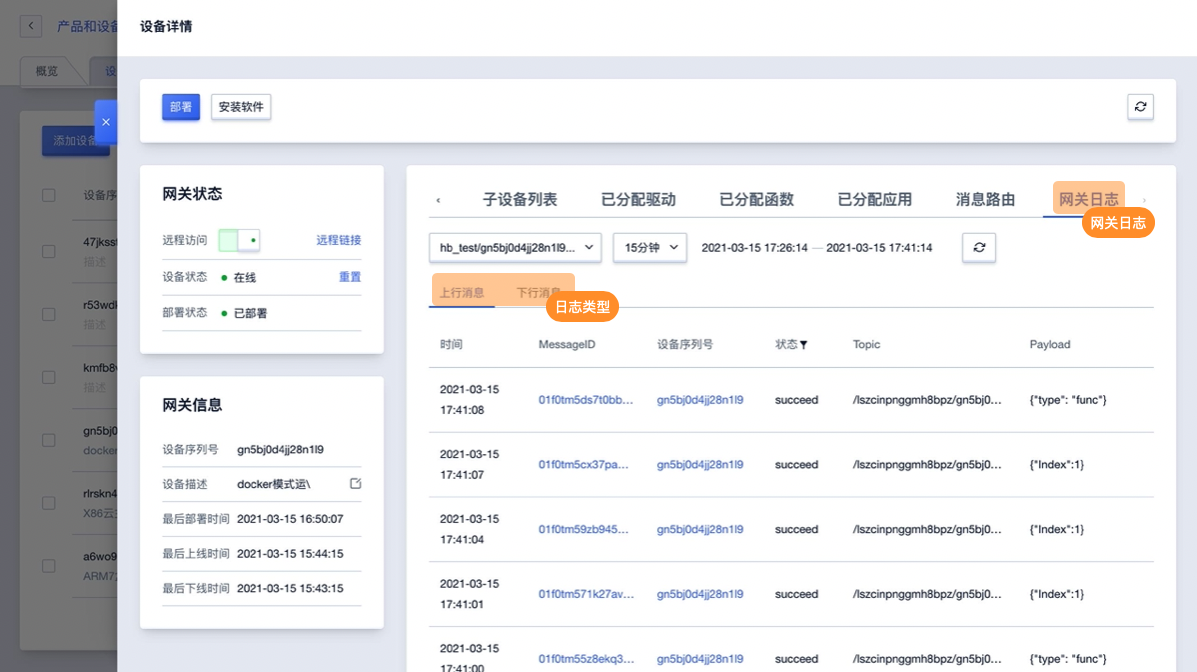 产品和设备
概览
添加设备
47jkss
描述
r53wdk
描述
kmfb8v
描述
gn5bj0
docker
rlrskn4
X86云
a6wo9
设备详情
部署
安装软件
网关状态
远程访问
远程链接
设备状态
在线
重置
部署状态
已部署
网关信息
设备序列号
gn5bj0d4jj28n1l9
设备描述
docker模式运\
最后部署时间
2021-03-15 16:50:07
最后上线时间
2021-03-15 15:44:15
最后下线时间
2021-03-15 15:43:15
子设备列表
已分配驱动
已分配函数
已分配应用
消息路由
网关日志
网关日志
hb_test/gn5bj0d4jj28n1l9...
15分钟
2021-03-15 17:26:14 — 2021-03-15 17:41:14
上行消息
下行消息
日志类型
时间
MessageID
设备序列号
状态
Topic
Payload
2021-03-15
17:41:08
01f0tm5ds7t0bb...
gn5bj0d4jj28n1l9
succeed
/lszcinpnggmh8bpz/gn5bj0...
{"type": "func"}
2021-03-15
17:41:07
01f0tm5cx37pa...
gn5bj0d4jj28n1l9
succeed
/lszcinpnggmh8bpz/gn5bj0...
{"Index":1}
2021-03-15
17:41:04
01f0tm59zb945...
gn5bj0d4jj28n1l9
succeed
/lszcinpnggmh8bpz/gn5bj0...
{"Index":1}
2021-03-15
17:41:01
01f0tm571k27av...
gn5bj0d4jj28n1l9
succeed
/lszcinpnggmh8bpz/gn5bj0...
{"Index":1}
2021-03-15
17:41:00
01f0tm55z8ekq3...
gn5bj0d4jj28n1l9
succeed
/lszcinpnggmh8bpz/gn5bj0...
{"type": "func"}